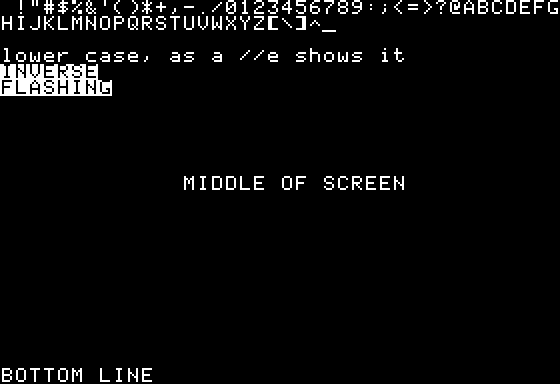 !"#$%&'()*+,-./0123456789:;<=>?@ABCDEFG
HIJKLMNOPQRSTUVWXYZ[\]^_
lower case, as a //e shows it
INVERSE
FLASHING
MIDDLE OF SCREEN
BOTTOM LINE